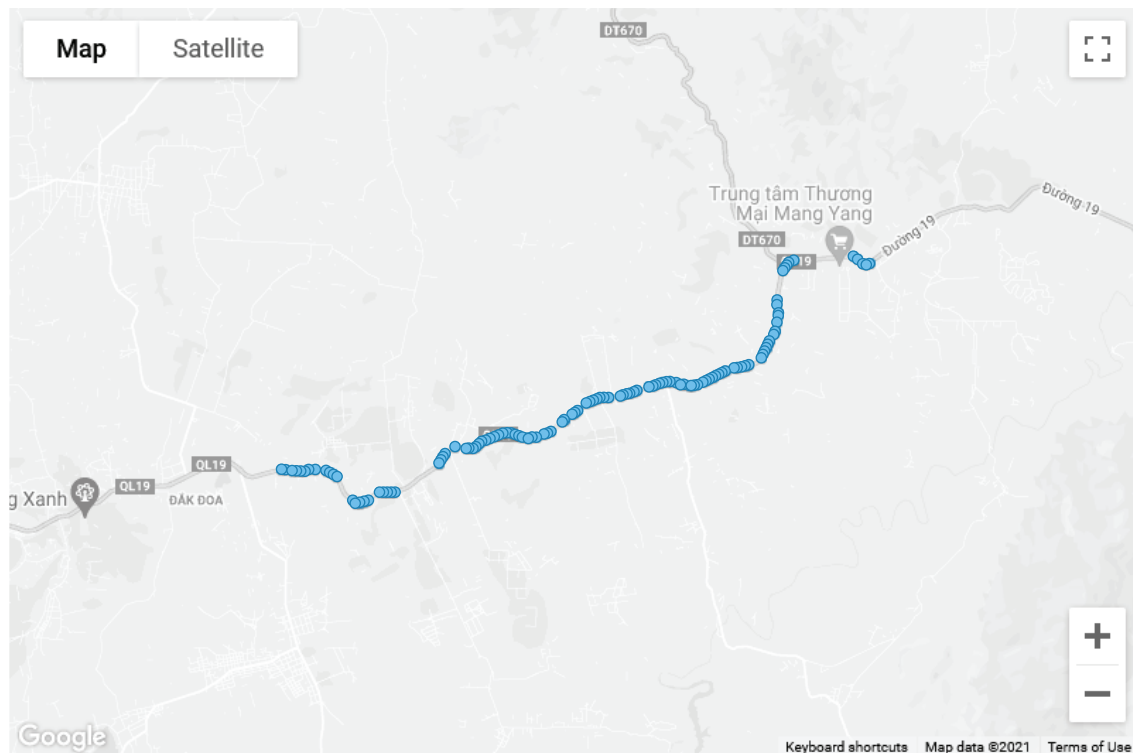 Map
Satellite
DT670
Trung tâm Thương
Mại Mang Yang
Đường 19
Đường 19
DT670
19
QL19
QL19
g Xanh
ĐĂK ĐOA
Google
Keyboard shortcuts
Map data ©2021
Terms of Use